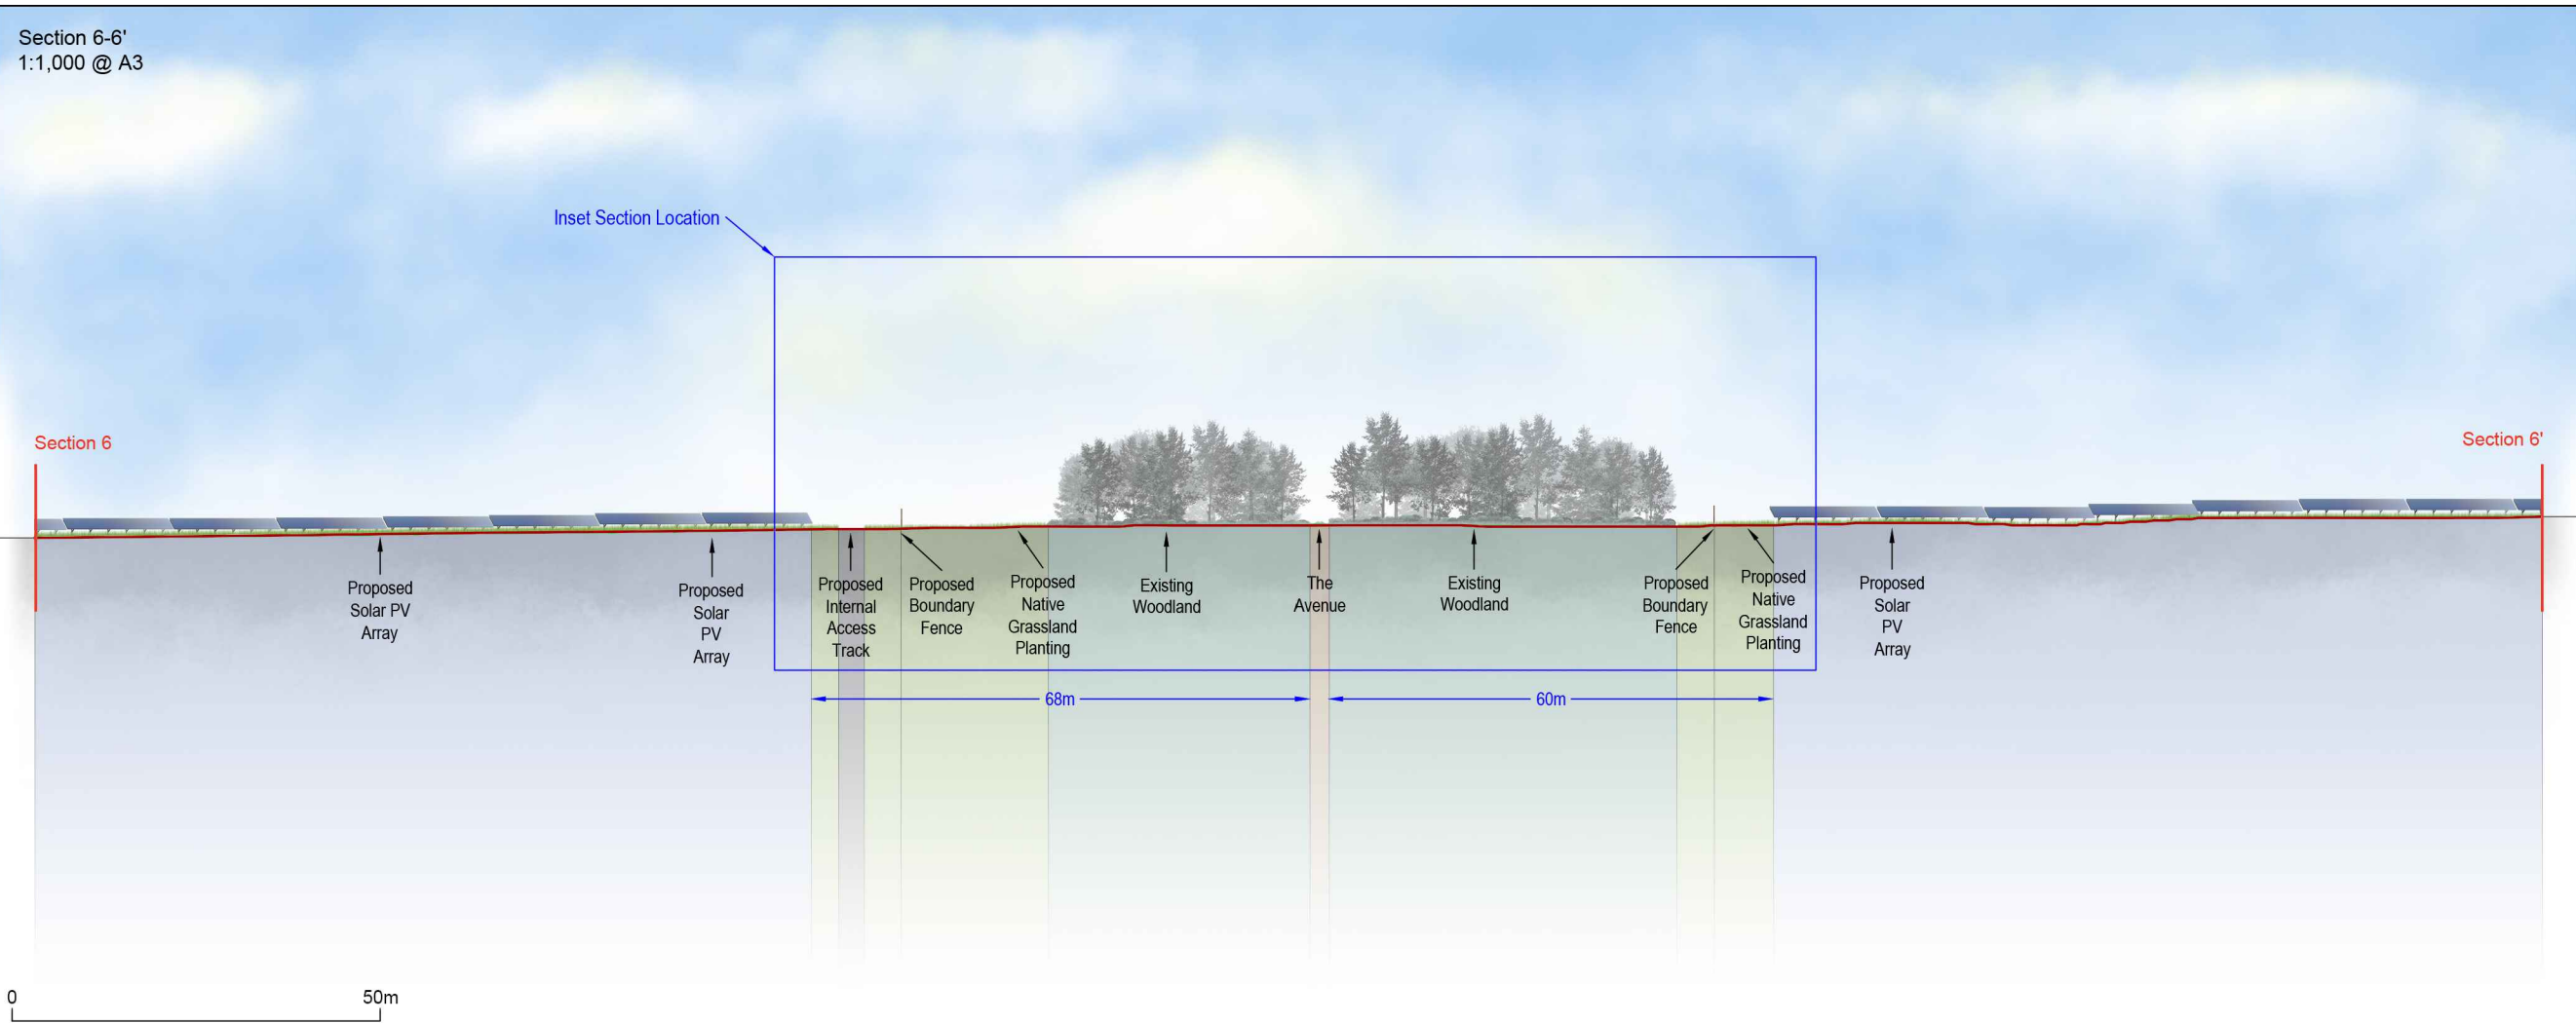 Section 6-6'
1:1,000 @ A3
Inset Section Location
Section 6
Section 6'
Proposed
Solar PV
Array
Proposed
Solar
PV
Array
Proposed
Internal
Access
Track
Proposed
Boundary
Fence
Proposed
Native
Grassland
Planting
Existing
Woodland
The
Avenue
Existing
Woodland
Proposed
Boundary
Fence
Proposed
Native
Grassland
Planting
Proposed
Solar
PV
Array
68m
60m
0
50m